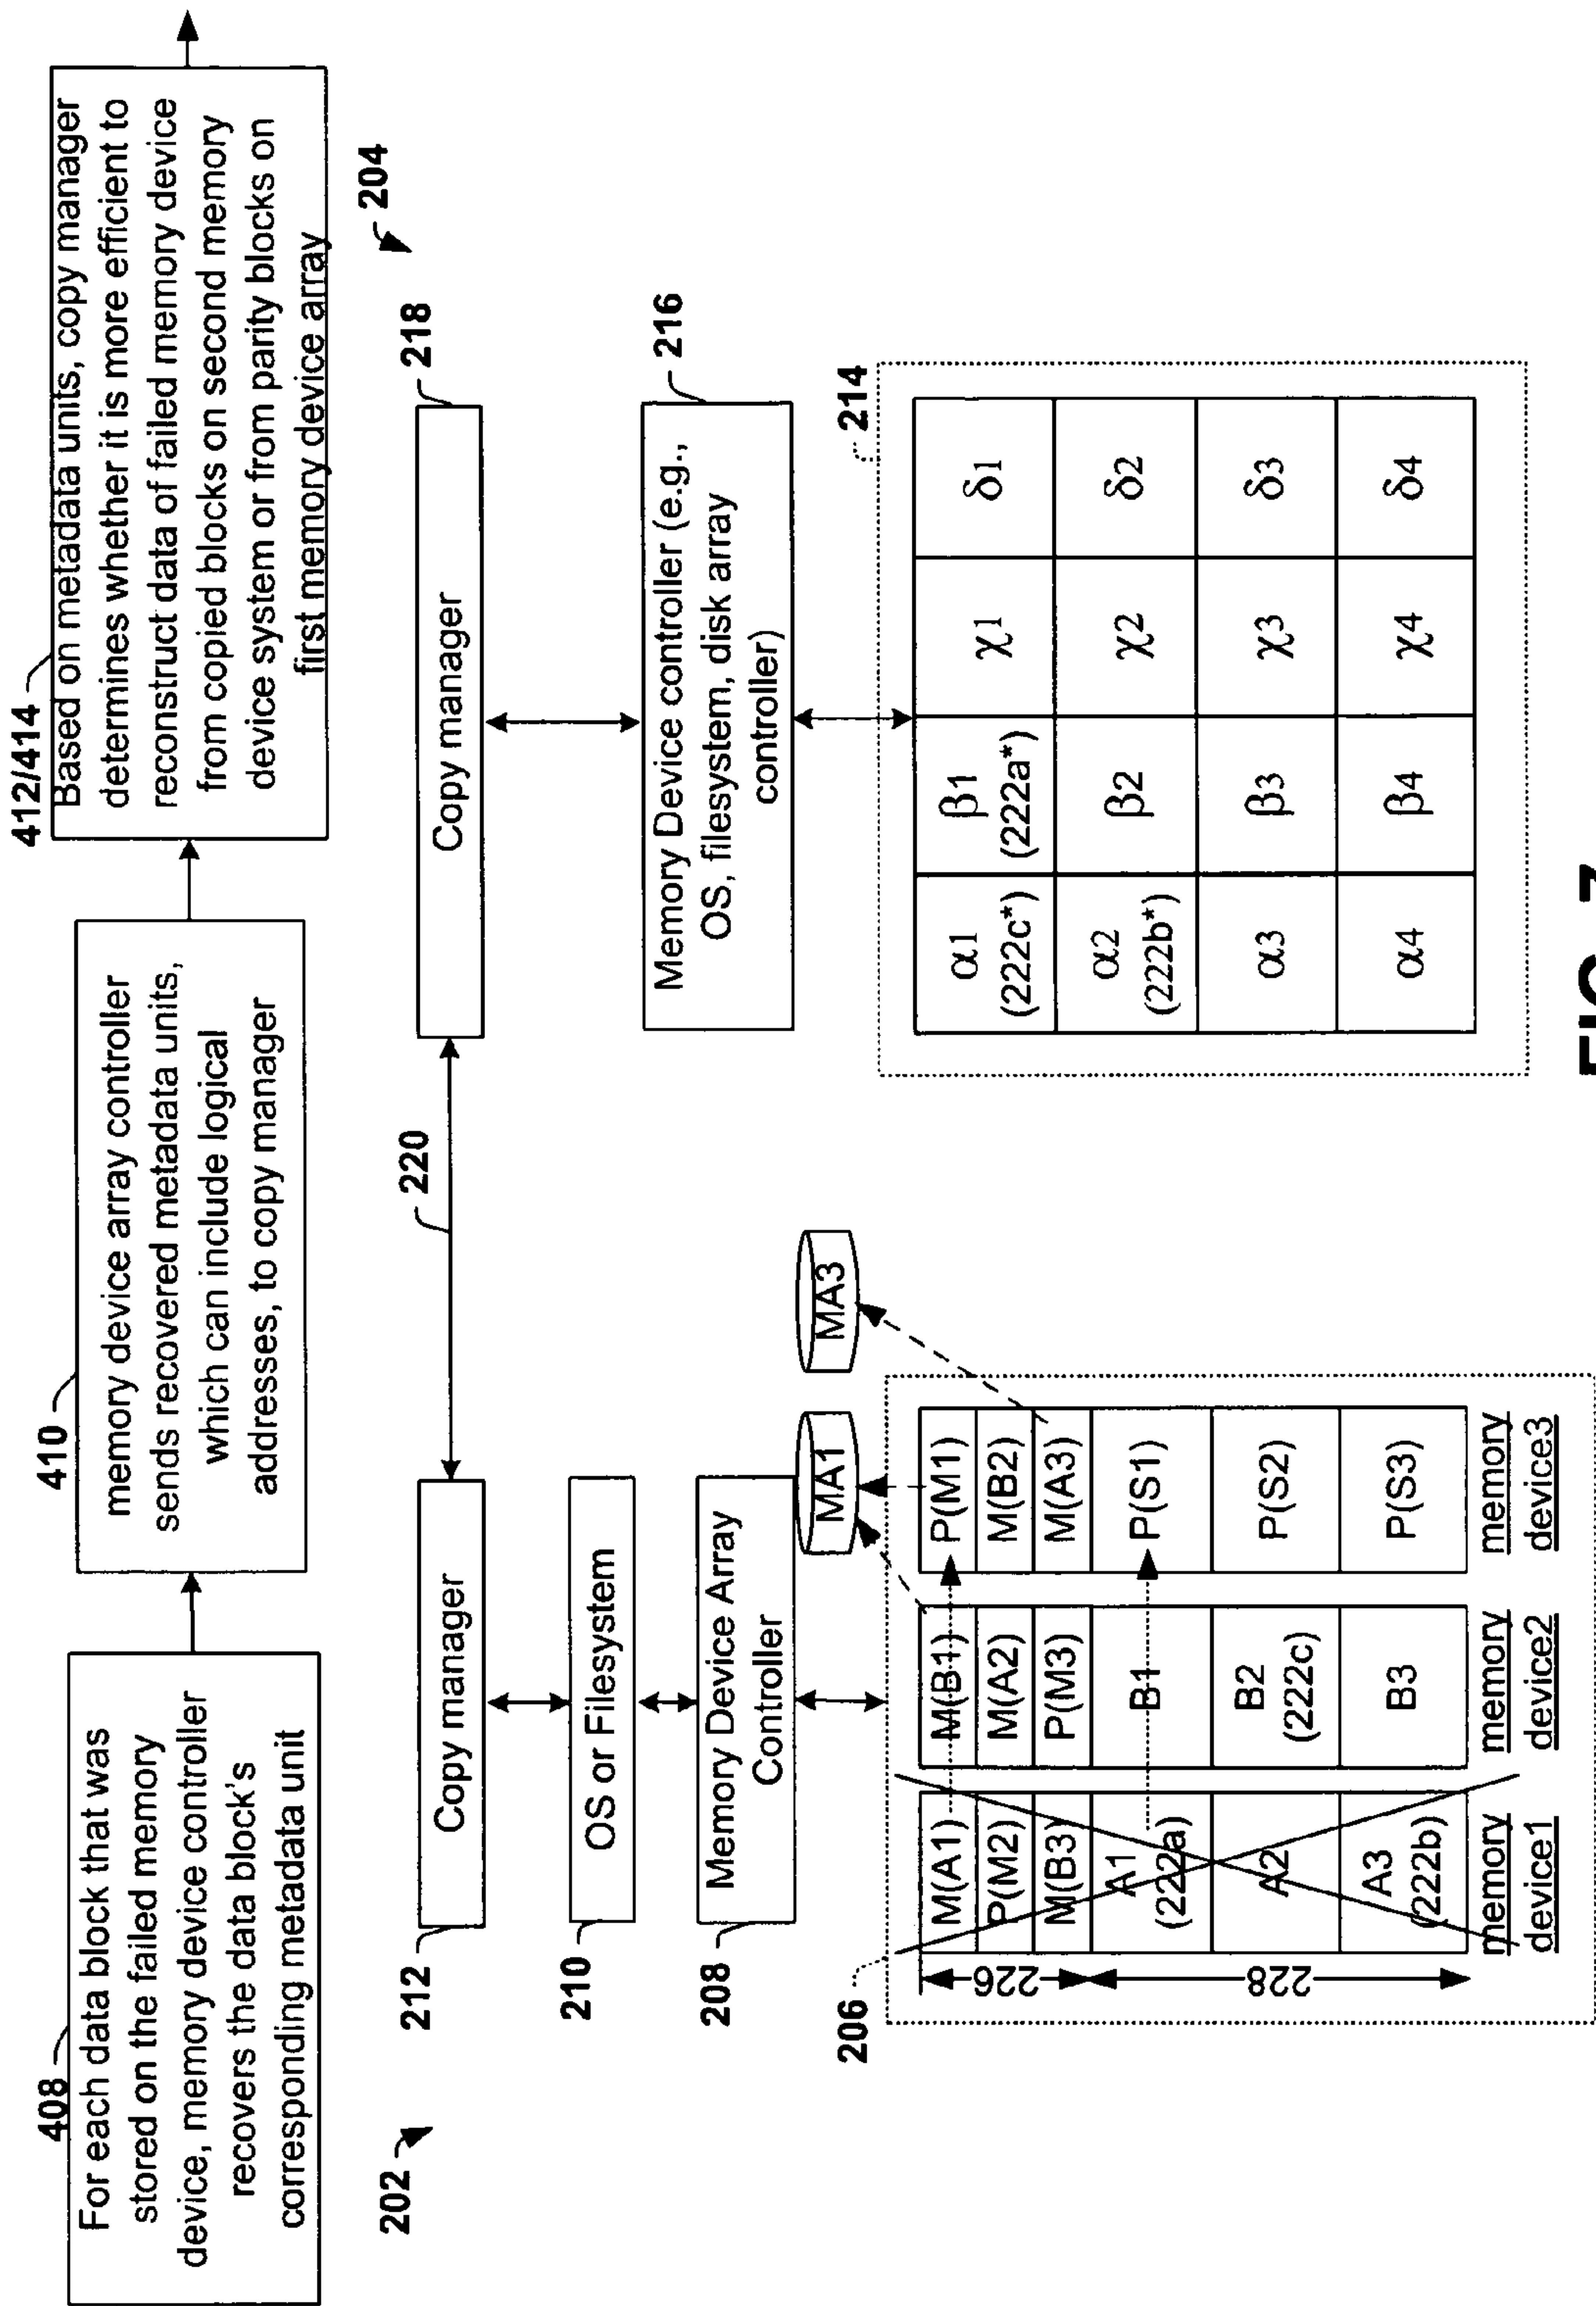 408
For each data block that was
stored on the failed memory
device, memory device controller
recovers the data block's
corresponding metadata unit
410
memory device array controller
sends recovered metadata units,
which can include logical
addresses, to copy manager
412/414
Based on metadata units, copy manager
determines whether it is more efficient to
reconstruct data of failed memory device
from copied blocks on second memory
device system or from parity blocks on
first memory device array
202
204
212
Copy manager
220
Copy manager
218
210
OS or Filesystem
208
Memory Device Array
Controller
Memory Device controller (e.g.,
OS, filesystem, disk array
controller)
216
MA1
MA3
206
226
228
M(A1)
P(M2)
M(B3)
A1
(222a)
A2
A3
(222b)
memory
device1
M(B1)
M(A2)
P(M3)
B1
B2
(222c)
B3
memory
device2
P(M1)
M(B2)
M(A3)
P(S1)
P(S2)
P(S3)
memory
device3
214
α1
(222c*)
β1
(222a*)
χ1
δ1
α2
(222b*)
β2
χ2
δ2
α3
β3
χ3
δ3
α4
β4
χ4
δ4